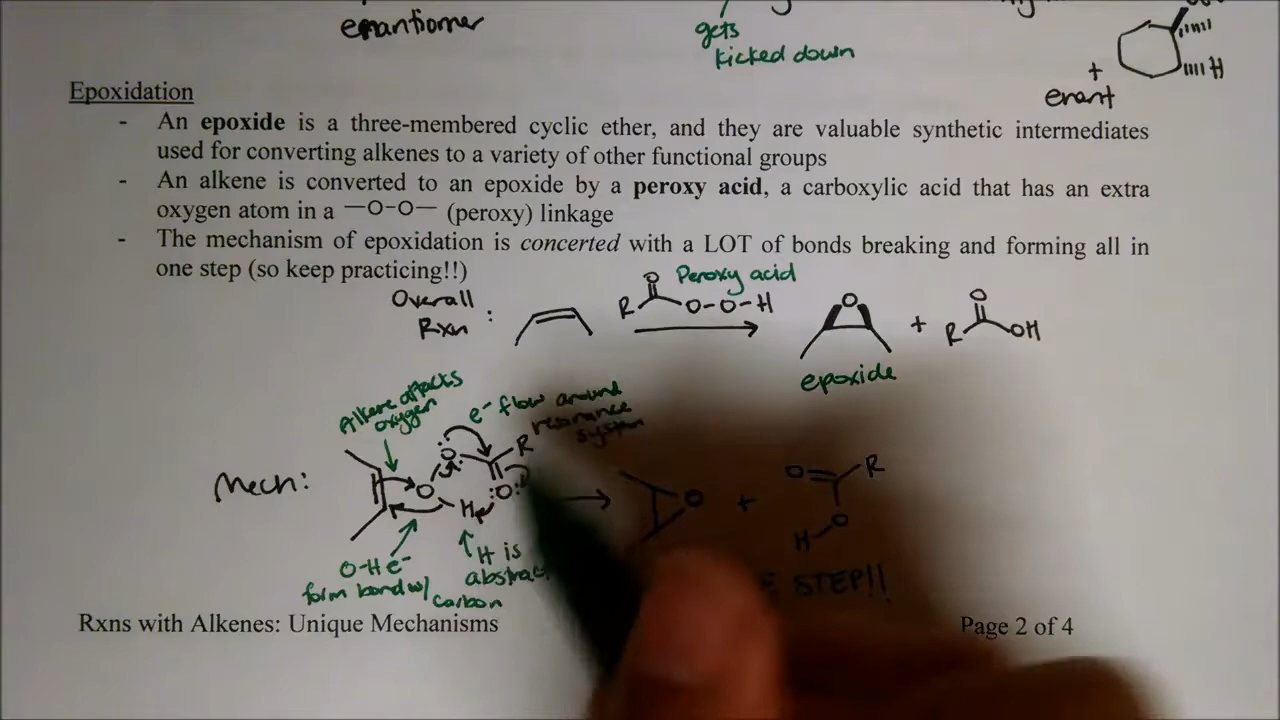 enantiomer
gets
kicked down
+
enant
H
Epoxidation
- An epoxide is a three-membered cyclic ether, and they are valuable synthetic intermediates
used for converting alkenes to a variety of other functional groups
- An alkene is converted to an epoxide by a peroxy acid, a carboxylic acid that has an extra
oxygen atom in a —O—O— (peroxy) linkage
- The mechanism of epoxidation is concerted with a LOT of bonds breaking and forming all in
one step (so keep practicing!!)
Overall
Rxn :
Peroxy acid
O
R O-O-H
O
epoxide
+
O
R OH
Mech:
Alkene attacks
oxygen
e- flow around
resonance
system
O R
O H O
O-H e-
form bond w/
carbon
H is
O + O R
H O
STEP!!
Rxns with Alkenes: Unique Mechanisms
Page 2 of 4